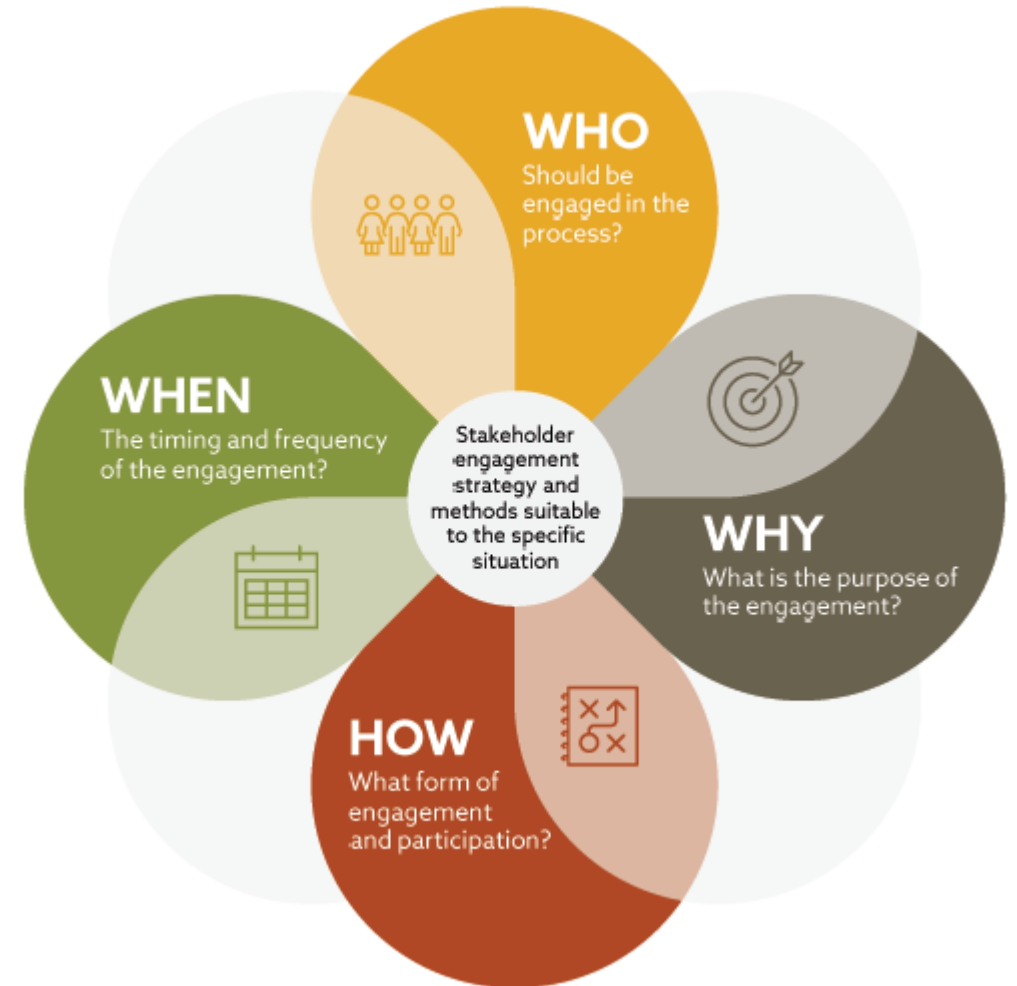 WHO
Should be
engaged in the
process?
WHEN
The timing and frequency
of the engagement?
Stakeholder
engagement
strategy and
methods suitable
to the specific
situation
WHY
What is the purpose of
the engagement?
HOW
What form of
engagement
and participation?